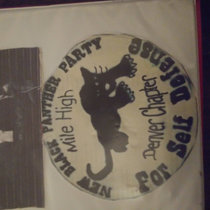 NEW BLACK PANTHER PARTY
FOR Self Defense
Mile High
Denver Chapter